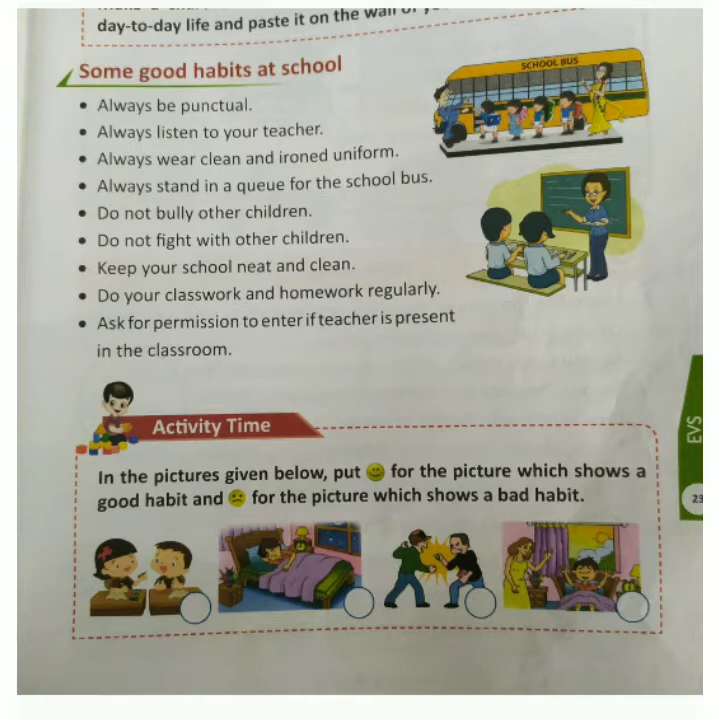 day-to-day life and paste it on the wall of
Some good habits at school
• Always be punctual.
• Always listen to your teacher.
• Always wear clean and ironed uniform.
• Always stand in a queue for the school bus.
• Do not bully other children.
• Do not fight with other children.
• Keep your school neat and clean.
• Do your classwork and homework regularly.
• Ask for permission to enter if teacher is present
in the classroom.
SCHOOL BUS
Activity Time
In the pictures given below, put 🙂 for the picture which shows a
good habit and ☹ for the picture which shows a bad habit.
EVS
23